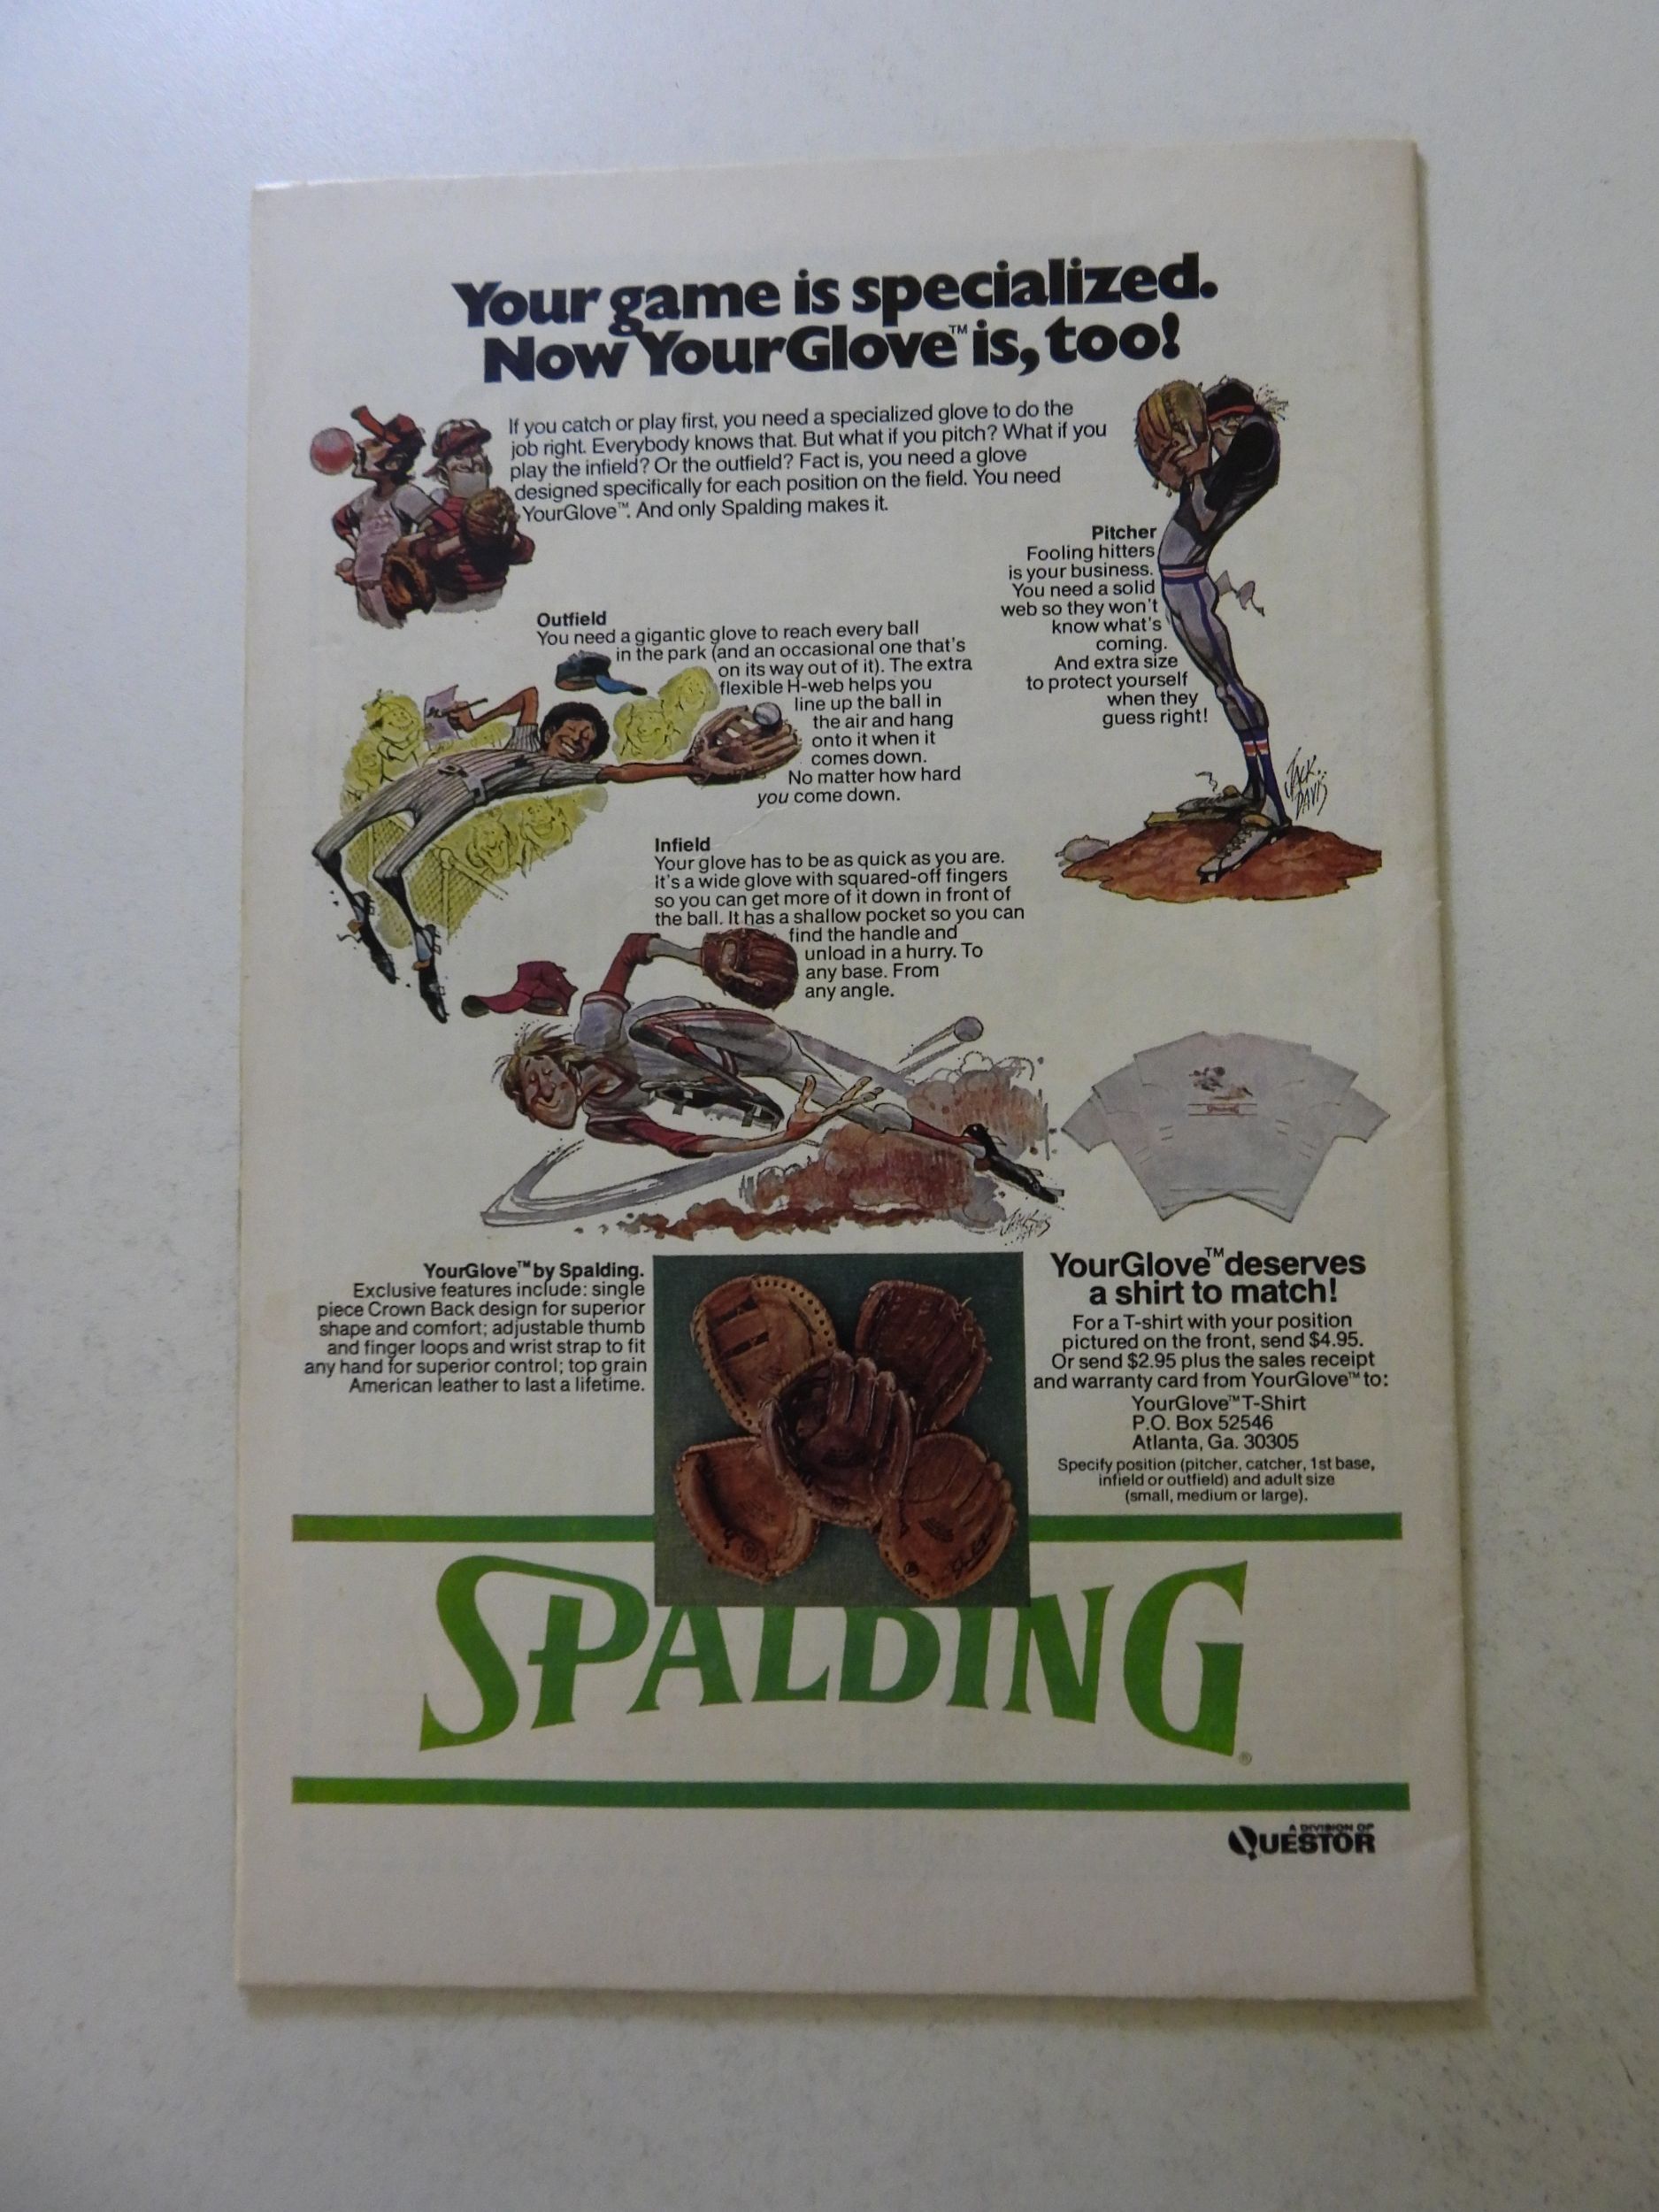 Your game is specialized.
Now YourGlove™ is, too!
If you catch or play first, you need a specialized glove to do the
job right. Everybody knows that. But what if you pitch? What if you
play the infield? Or the outfield? Fact is, you need a glove
designed specifically for each position on the field. You need
YourGlove™. And only Spalding makes it.
Pitcher
Fooling hitters
is your business.
You need a solid
web so they won't
know what's
coming.
And extra size
to protect yourself
when they
guess right!
JACK
DAVIS
Outfield
You need a gigantic glove to reach every ball
in the park (and an occasional one that's
on its way out of it). The extra
flexible H-web helps you
line up the ball in
the air and hang
onto it when it
comes down.
No matter how hard
you come down.
Infield
Your glove has to be as quick as you are.
It's a wide glove with squared-off fingers
so you can get more of it down in front of
the ball. It has a shallow pocket so you can
find the handle and
unload in a hurry. To
any base. From
any angle.
Spalding
YourGlove™ by Spalding.
Exclusive features include: single
piece Crown Back design for superior
shape and comfort; adjustable thumb
and finger loops and wrist strap to fit
any hand for superior control; top grain
American leather to last a lifetime.
YourGlove™ deserves
a shirt to match!
For a T-shirt with your position
pictured on the front, send $4.95.
Or send $2.95 plus the sales receipt
and warranty card from YourGlove™ to:
YourGlove™ T-Shirt
P.O. Box 52546
Atlanta, Ga. 30305
Specify position (pitcher, catcher, 1st base,
infield or outfield) and adult size
(small, medium or large).
SPALDING®
A DIVISION OF
QUESTOR